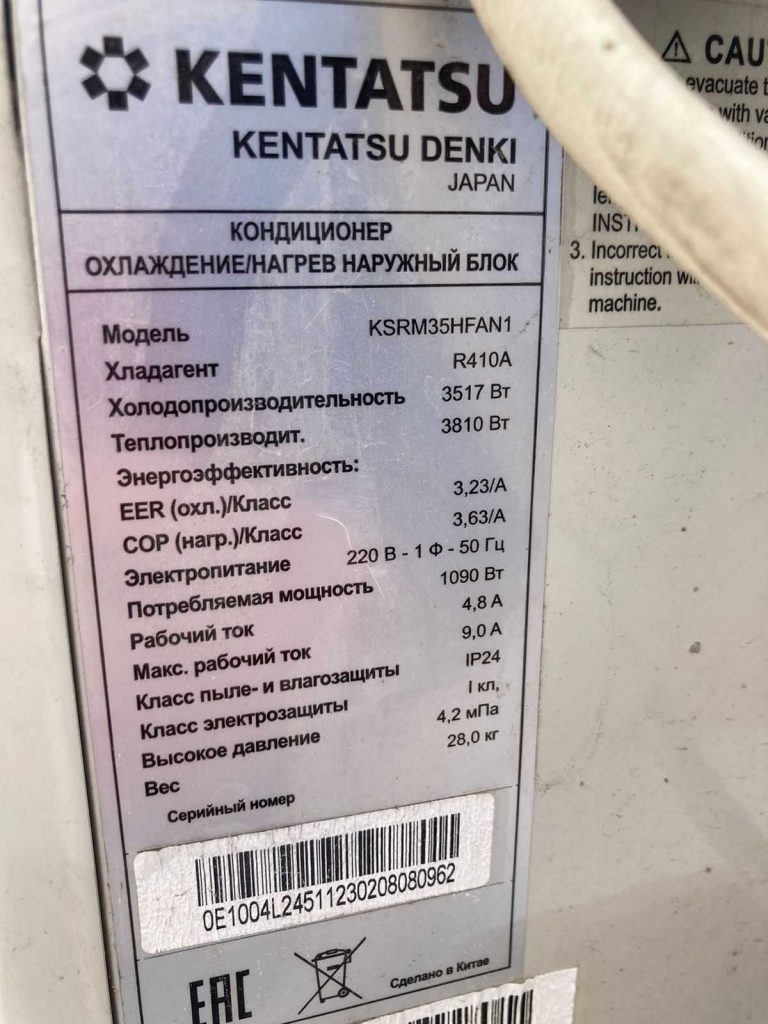 KENTATSU
KENTATSU DENKI
JAPAN
КОНДИЦИОНЕР
ОХЛАЖДЕНИЕ/НАГРЕВ НАРУЖНЫЙ БЛОК
Модель KSRM35HFAN1
Хладагент R410A
Холодопроизводительность 3517 Вт
Теплопроизводит. 3810 Вт
Энергоэффективность:
EER (охл.)/Класс 3,23/A
COP (нагр.)/Класс 3,63/A
Электропитание 220 В - 1 Ф - 50 Гц
Потребляемая мощность 1090 Вт
Рабочий ток 4,8 А
Макс. рабочий ток 9,0 А
Класс пыле- и влагозащиты IP24
Класс электрозащиты I кл,
Высокое давление 4,2 мПа
Вес 28,0 кг
Серийный номер
0E1004L24511230208080962
EAC
Сделано в Китае
evacuate
with
3. Incorrect
instruction
machine.